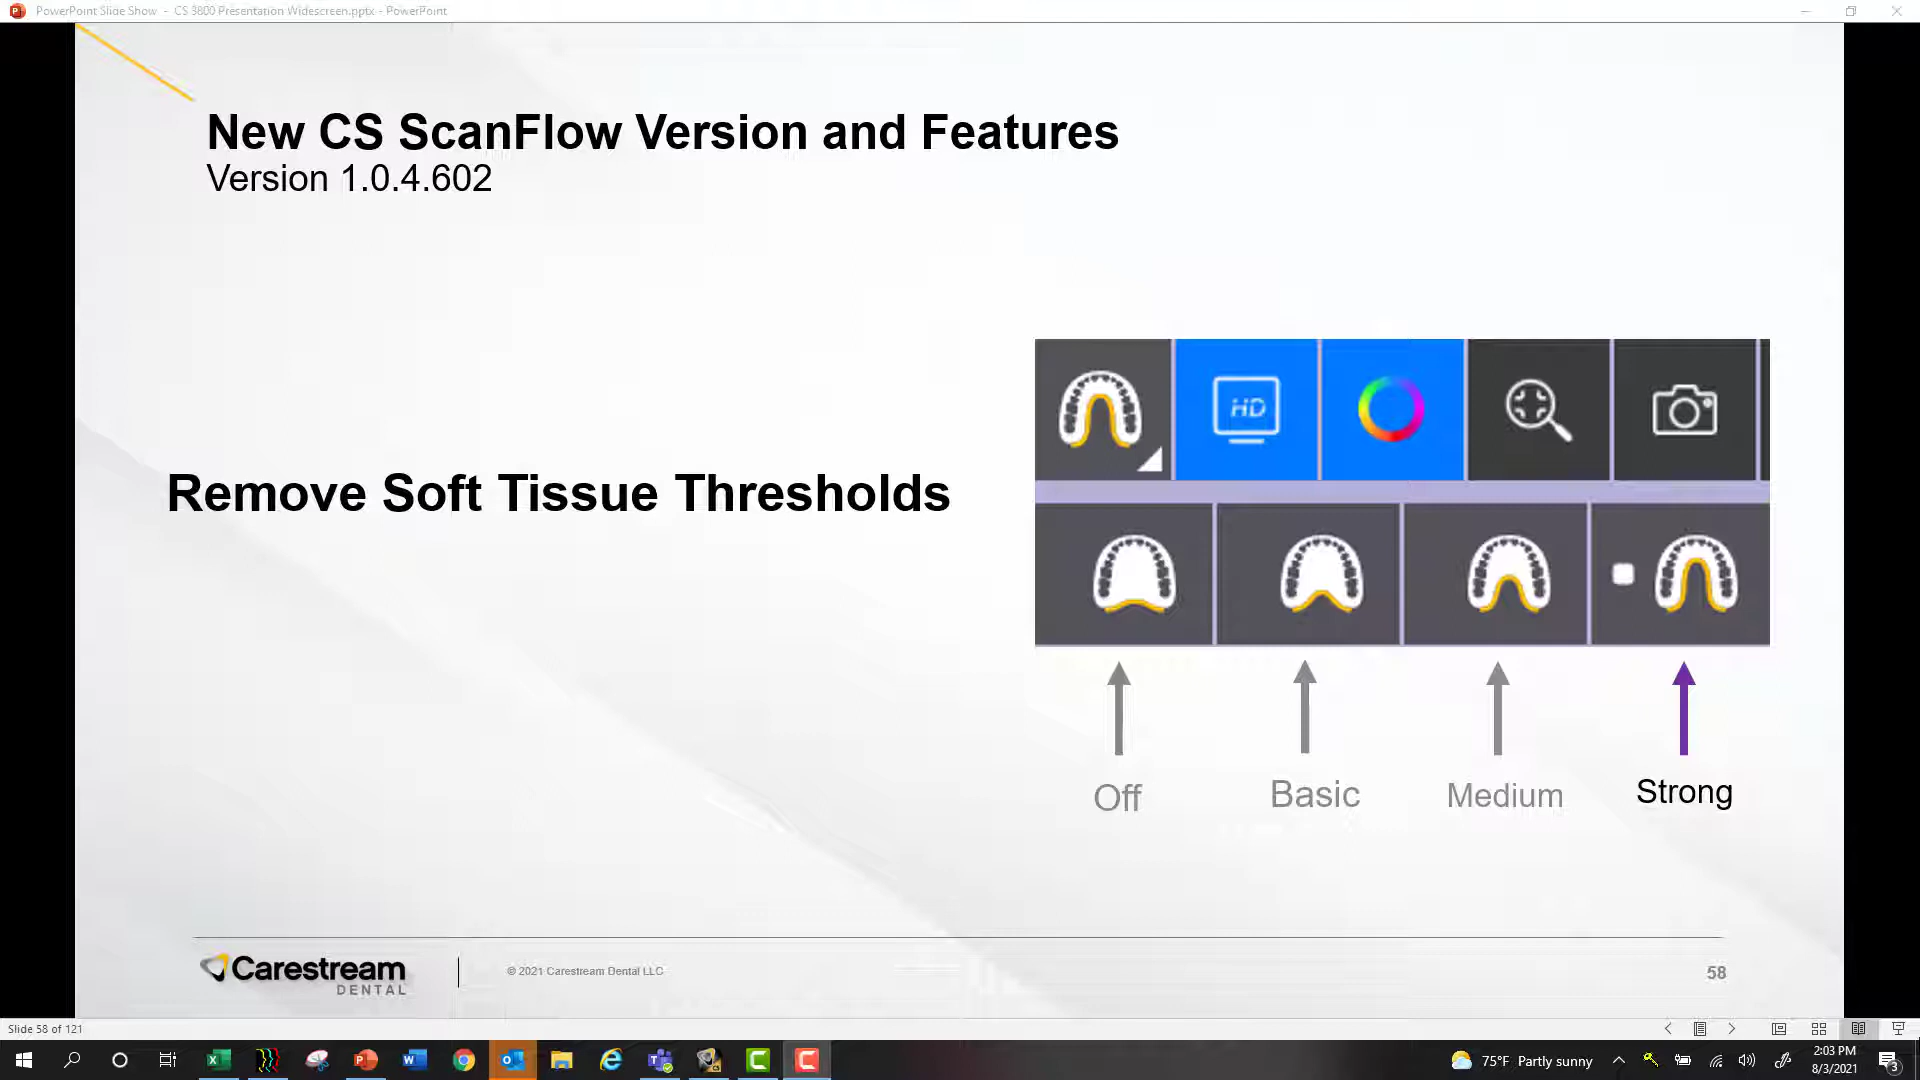 PowerPoint Slide Show - CS 3800 Presentation Widescreen.pptx - PowerPoint
New CS ScanFlow Version and Features
Version 1.0.4.602
HD
Remove Soft Tissue Thresholds
Off
Basic
Medium
Strong
Carestream
DENTAL
© 2021 Carestream Dental LLC
58
Slide 58 of 121
75°F Partly sunny
2:03 PM
8/3/2021
3